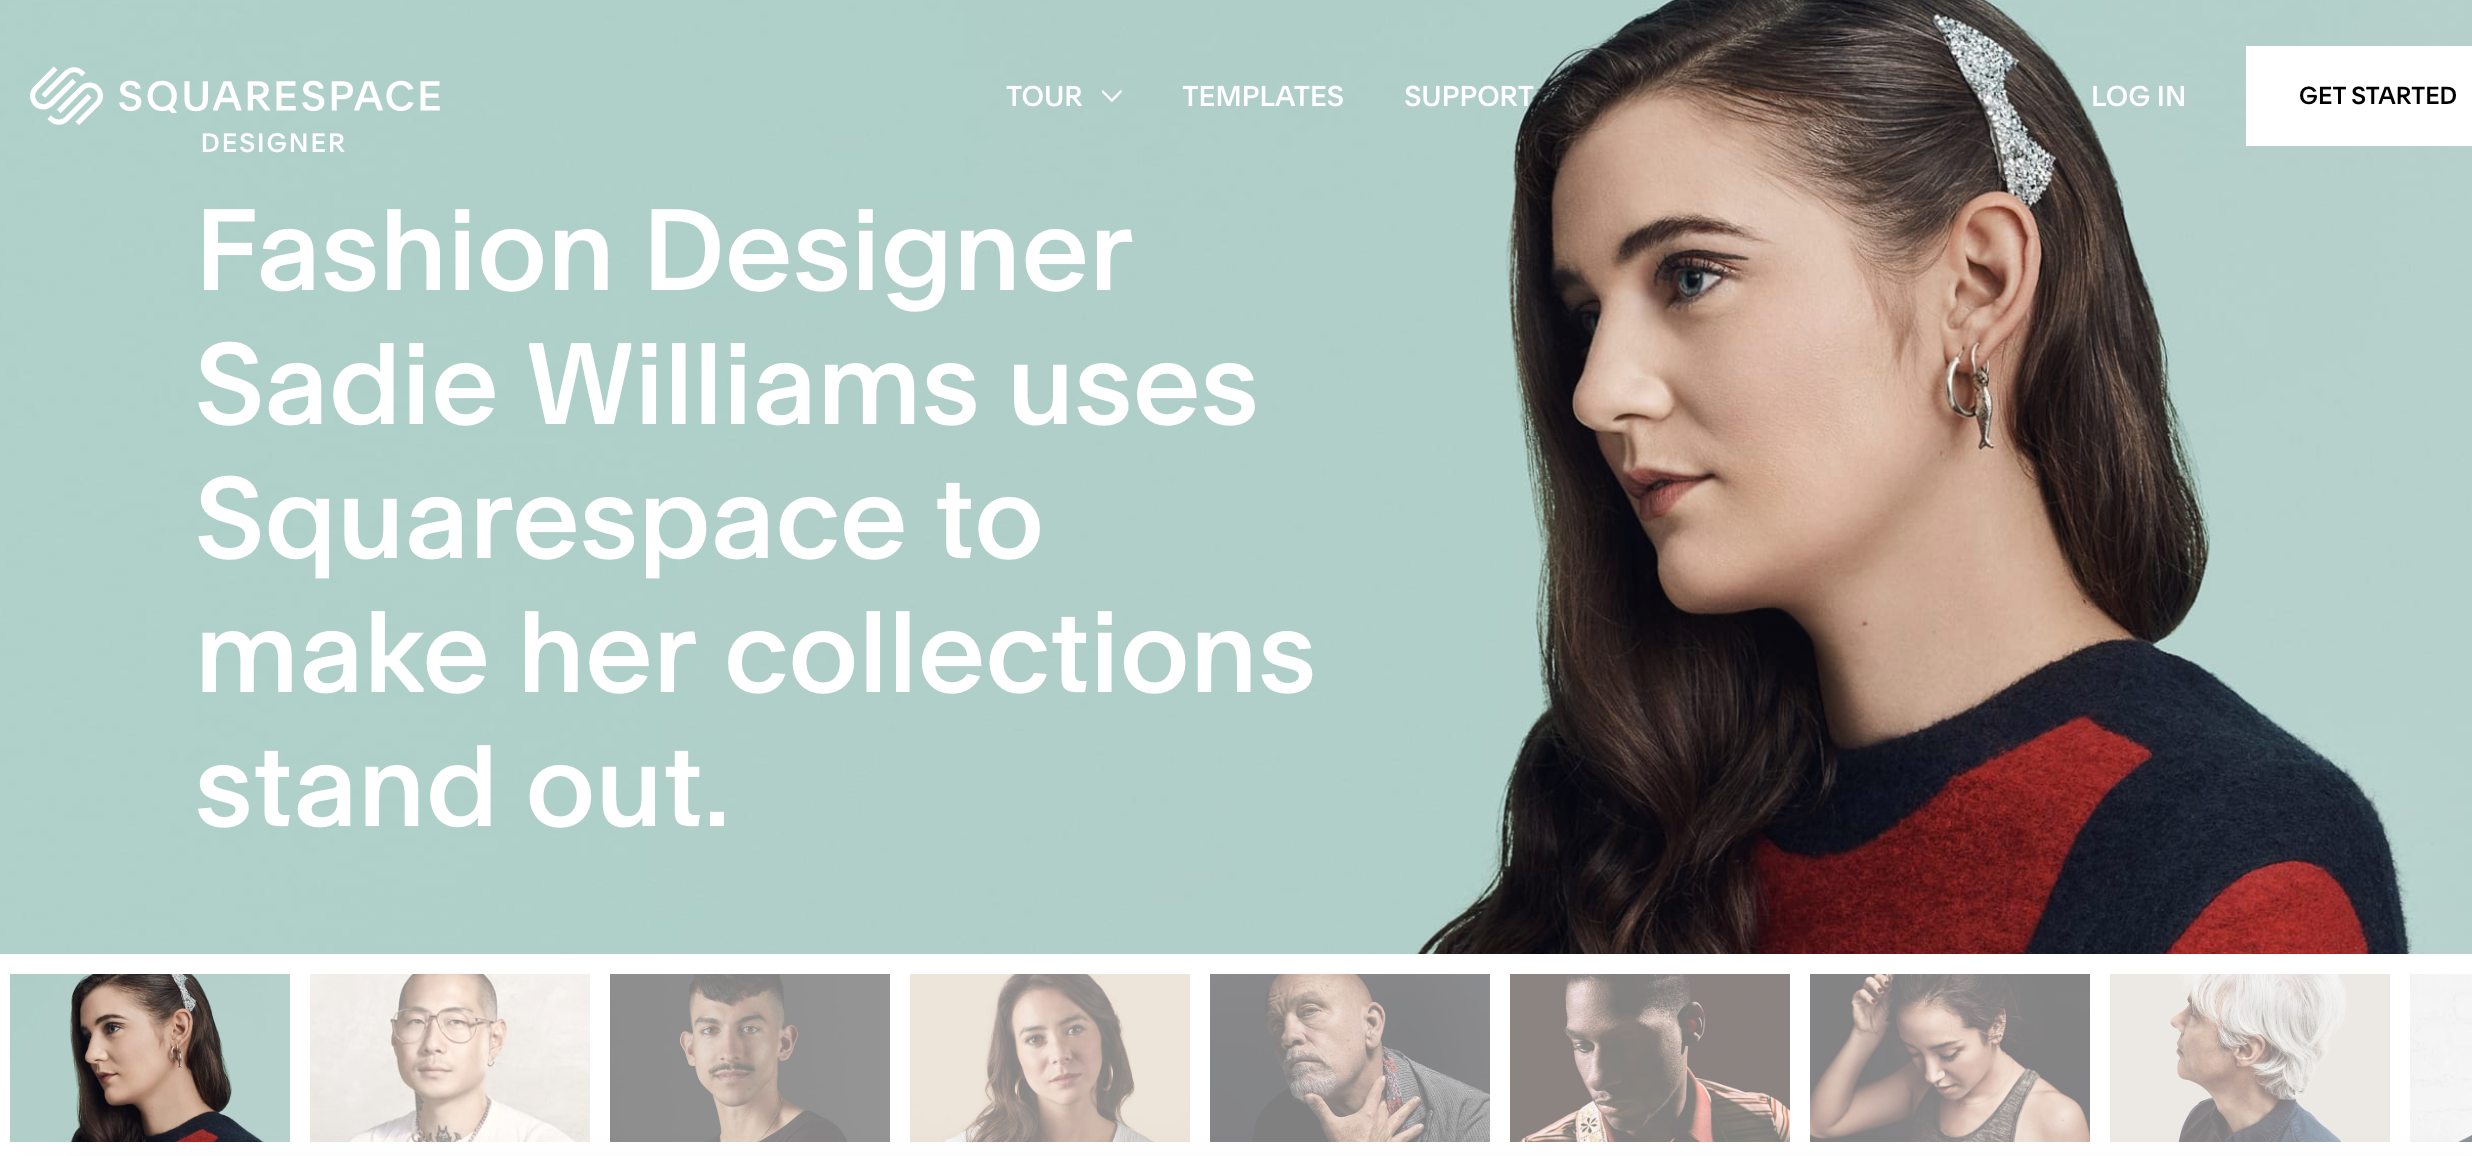 SQUARESPACE
DESIGNER
TOUR
TEMPLATES
SUPPORT
LOG IN
GET STARTED
Fashion Designer
Sadie Williams uses
Squarespace to
make her collections
stand out.